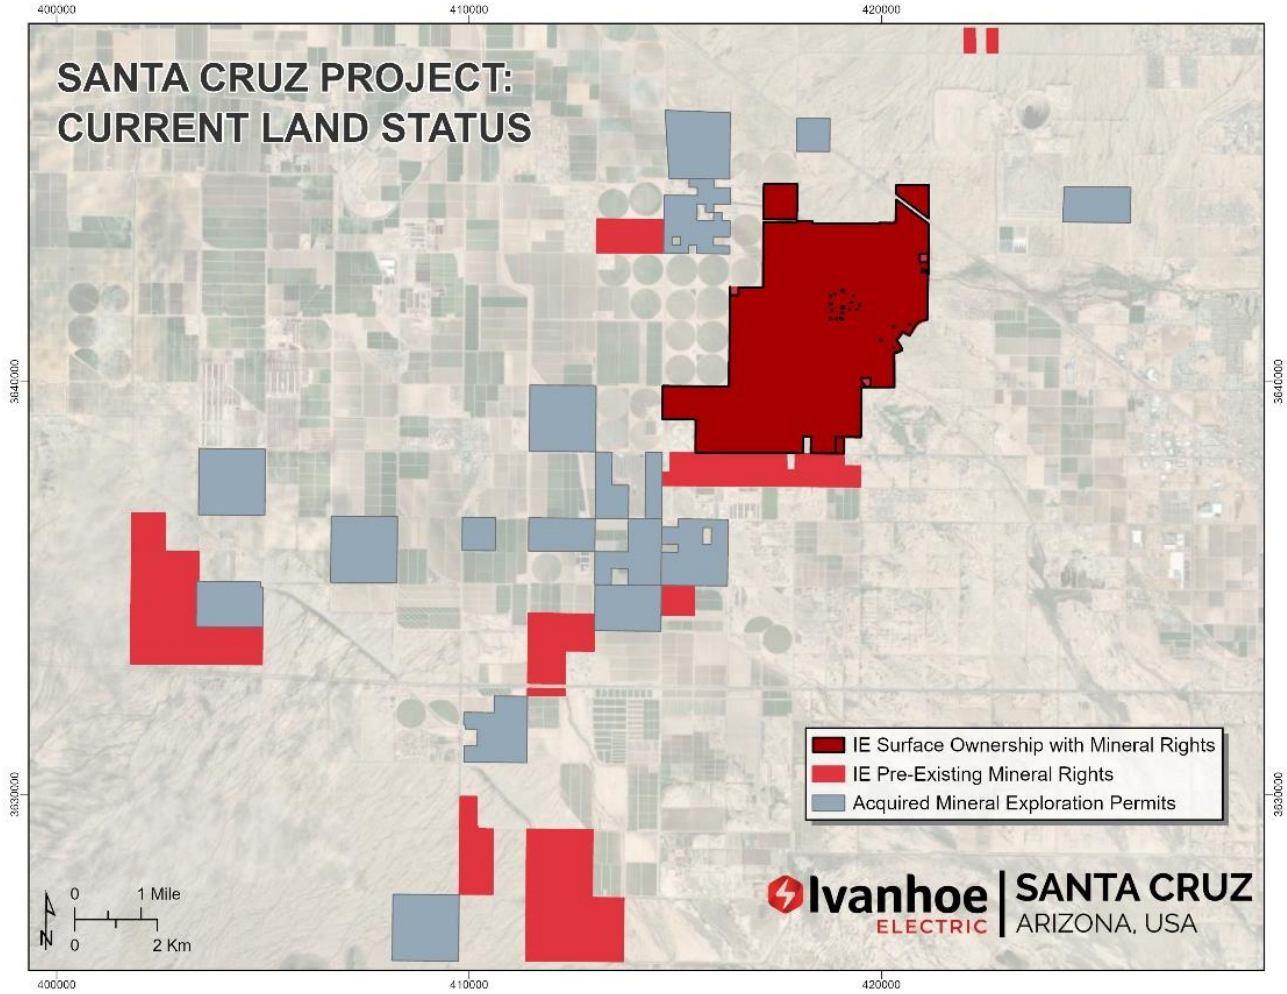 400000
410000
420000
SANTA CRUZ PROJECT:
CURRENT LAND STATUS
3640000
3640000
IE Surface Ownership with Mineral Rights
IE Pre-Existing Mineral Rights
Acquired Mineral Exploration Permits
3630000
3630000
0 1 Mile
0 2 Km
N
Ivanhoe
ELECTRIC
SANTA CRUZ
ARIZONA, USA
400000
410000
420000